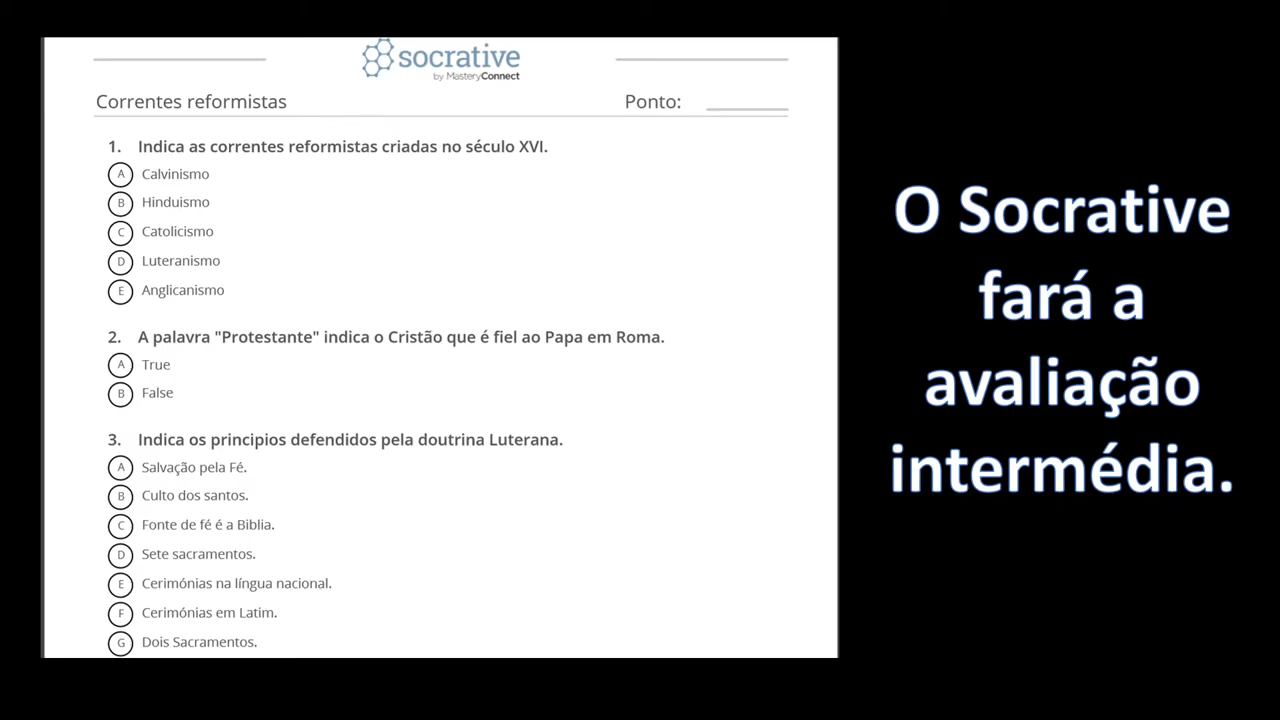 socrative
by MasteryConnect
Correntes reformistas
Ponto:
1. Indica as correntes reformistas criadas no século XVI.
A Calvinismo
B Hinduismo
C Catolicismo
D Luteranismo
E Anglicanismo
2. A palavra "Protestante" indica o Cristão que é fiel ao Papa em Roma.
A True
B False
3. Indica os principios defendidos pela doutrina Luterana.
A Salvação pela Fé.
B Culto dos santos.
C Fonte de fé é a Biblia.
D Sete sacramentos.
E Cerimónias na língua nacional.
F Cerimónias em Latim.
G Dois Sacramentos.
O Socrative
fará a
avaliação
intermédia.